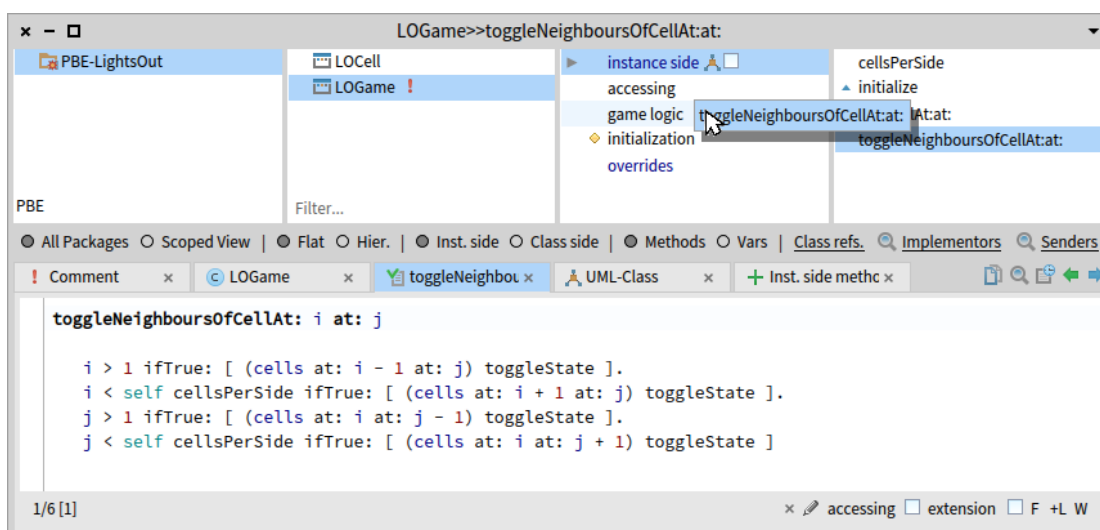 LOGame>>toggleNeighboursOfCellAt:at:
PBE-LightsOut
PBE
LOCell
LOGame !
Filter...
instance side
accessing
game logic
initialization
overrides
toggleNeighboursOfCellAt:at:
cellsPerSide
initialize
At:at:
toggleNeighboursOfCellAt:at:
All Packages Scoped View | Flat Hier. | Inst. side Class side | Methods Vars | Class refs. Implementors Senders
! Comment × C LOGame × toggleNeighbou × UML-Class × + Inst. side methc ×
toggleNeighboursOfCellAt: i at: j
i > 1 ifTrue: [ (cells at: i - 1 at: j) toggleState ].
i < self cellsPerSide ifTrue: [ (cells at: i + 1 at: j) toggleState ].
j > 1 ifTrue: [ (cells at: i at: j - 1) toggleState ].
j < self cellsPerSide ifTrue: [ (cells at: i at: j + 1) toggleState ]
1/6 [1] × accessing extension F +L W